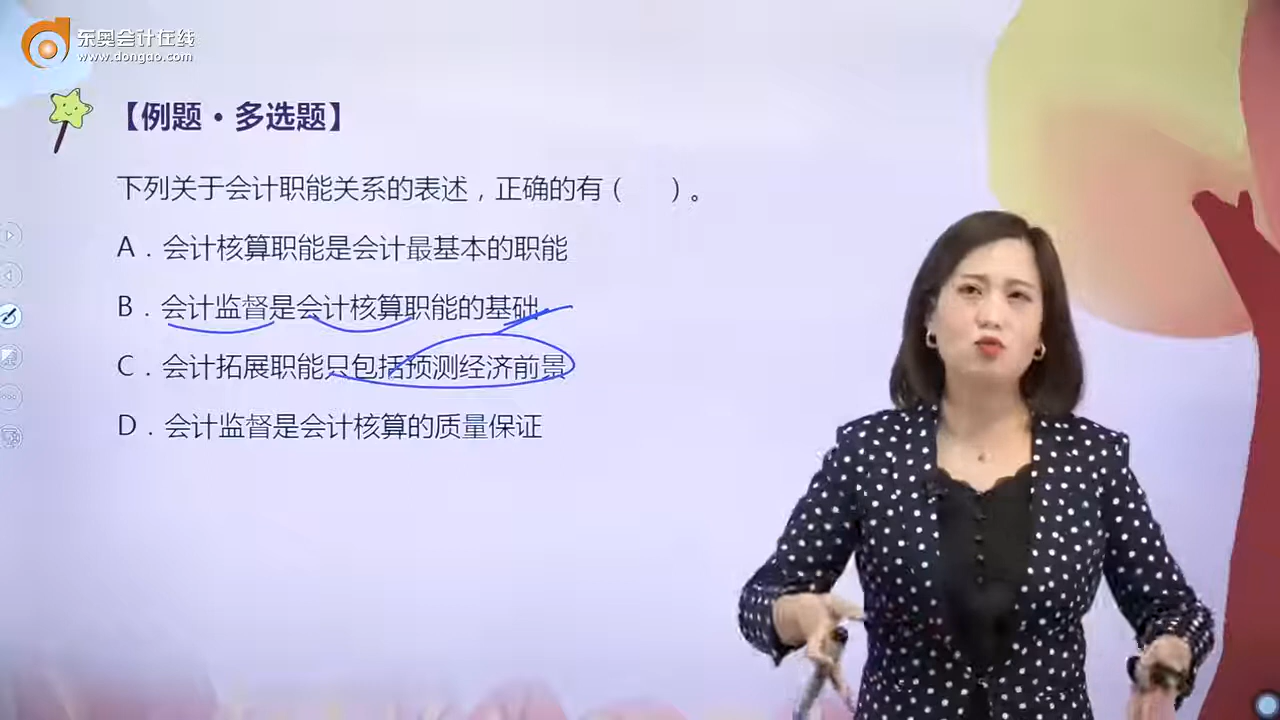 东奥会计在线
www.dongao.com
【例题·多选题】
下列关于会计职能关系的表述，正确的有（　　）。
A．会计核算职能是会计最基本的职能
B．会计监督是会计核算职能的基础
C．会计拓展职能只包括预测经济前景
D．会计监督是会计核算的质量保证